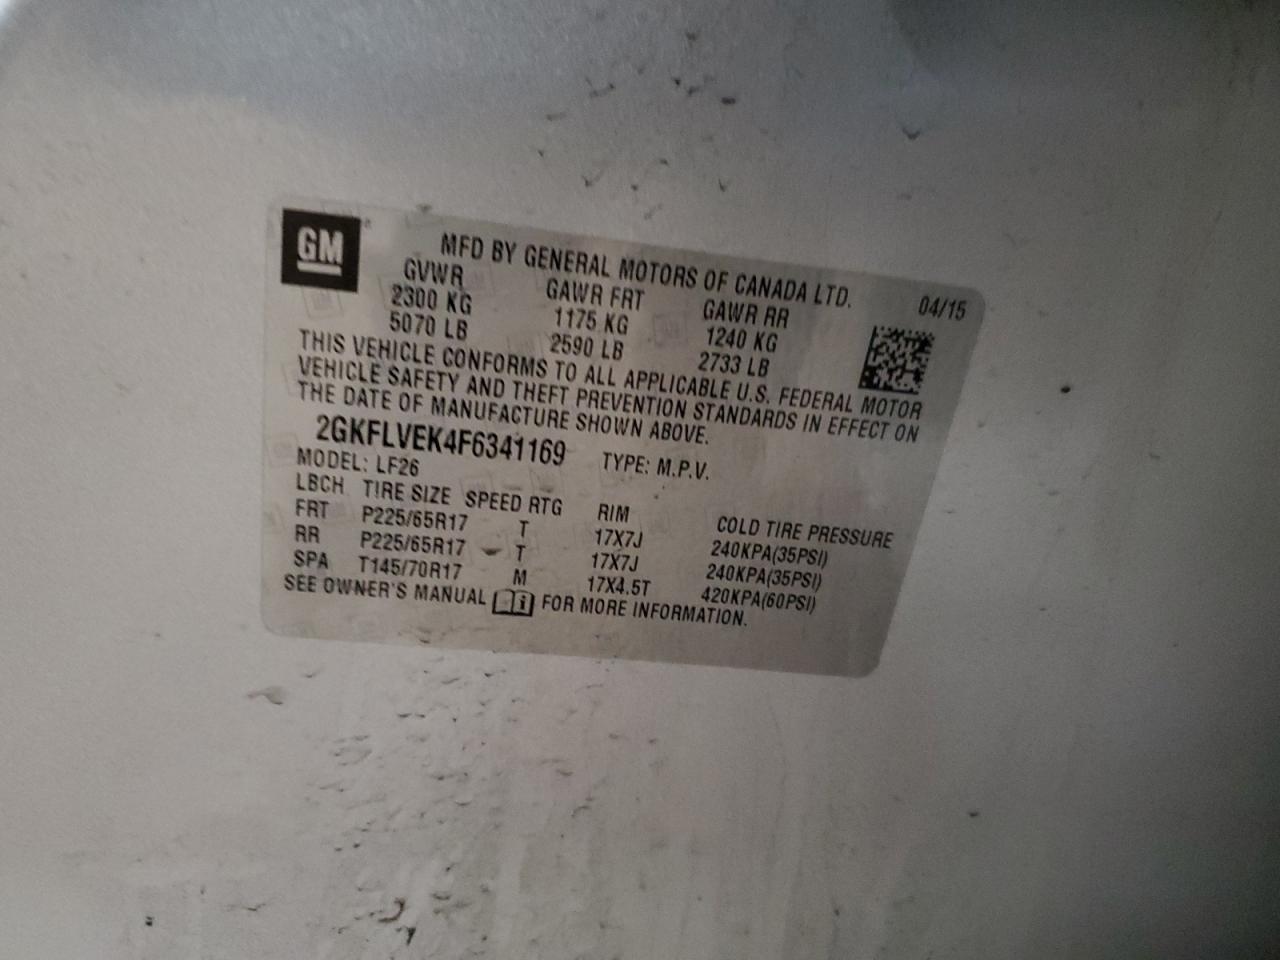 GM
MFD BY GENERAL MOTORS OF CANADA LTD. 04/15
GVWR GAWR FRT GAWR RR
2300 KG 1175 KG 1240 KG
5070 LB 2590 LB 2733 LB
THIS VEHICLE CONFORMS TO ALL APPLICABLE U.S. FEDERAL MOTOR
VEHICLE SAFETY AND THEFT PREVENTION STANDARDS IN EFFECT ON
THE DATE OF MANUFACTURE SHOWN ABOVE.
2GKFLVEK4F6341169 TYPE: M.P.V.
MODEL: LF26
LBCH TIRE SIZE SPEED RTG RIM COLD TIRE PRESSURE
FRT P225/65R17 T 17X7J 240KPA(35PSI)
RR P225/65R17 T 17X7J 240KPA(35PSI)
SPA T145/70R17 M 17X4.5T 420KPA(60PSI)
SEE OWNER'S MANUAL i FOR MORE INFORMATION.